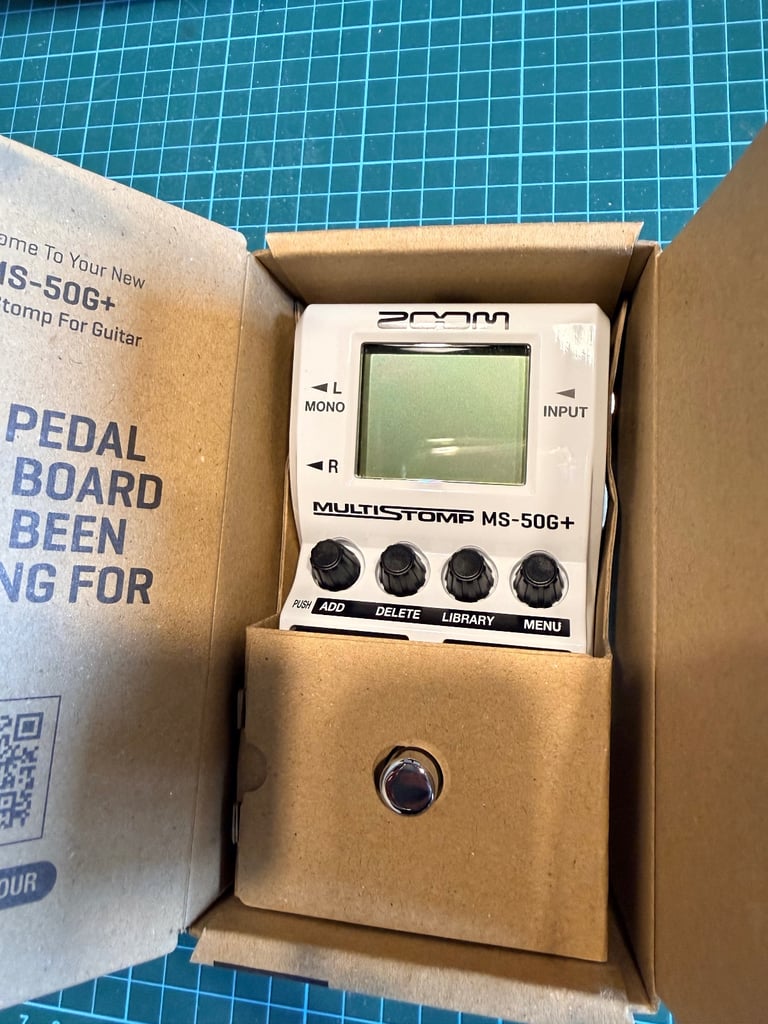 ome To Your New
MS-50G+
Stomp For Guitar
PEDAL
BOARD
BEEN
NG FOR
OUR
ZOOM
◄ L
MONO
◄ R
◄
INPUT
MULTISTOMP MS-50G+
PUSH ADD DELETE LIBRARY MENU